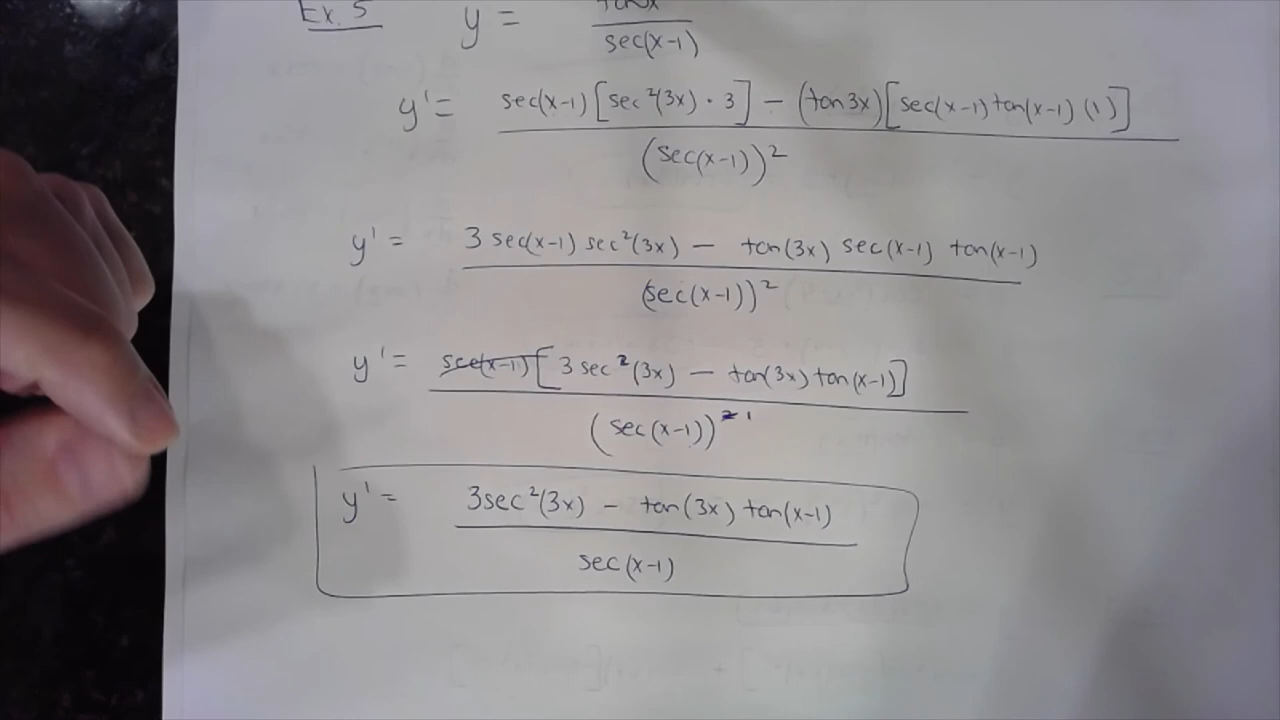 Ex. 5
y = tanx / sec(x-1)
y' = sec(x-1)[sec²(3x) · 3] - (tan3x)[sec(x-1)tan(x-1)(1)] / (sec(x-1))²
y' = 3 sec(x-1) sec²(3x) - tan(3x) sec(x-1) tan(x-1) / (sec(x-1))²
y' = sec(x-1)[3 sec²(3x) - tan(3x) tan(x-1)] / (sec(x-1))² ¹
y' = 3sec²(3x) - tan(3x) tan(x-1) / sec(x-1)